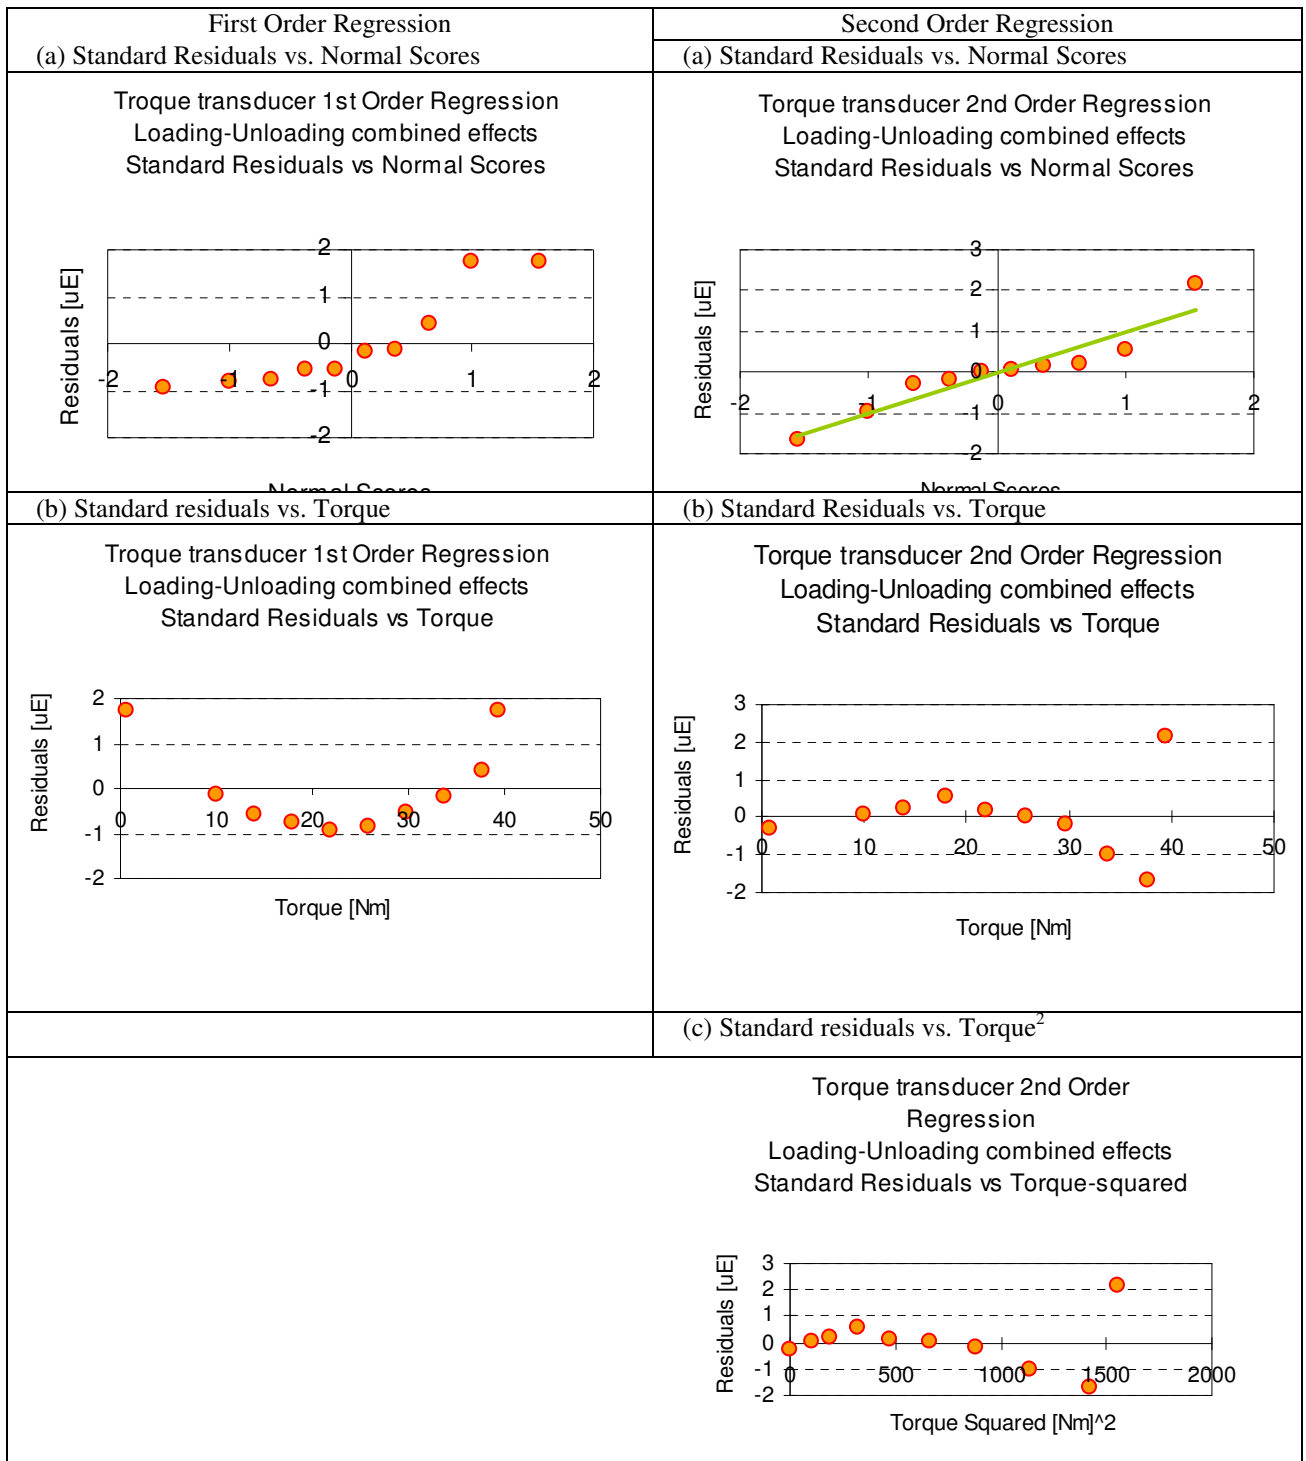 First Order Regression
Second Order Regression
(a) Standard Residuals vs. Normal Scores
(a) Standard Residuals vs. Normal Scores
Troque transducer 1st Order Regression
Loading-Unloading combined effects
Standard Residuals vs Normal Scores
Residuals [uE]
2
1
0
-1
-2
-2
-1
0
1
2
Normal Scores
Torque transducer 2nd Order Regression
Loading-Unloading combined effects
Standard Residuals vs Normal Scores
Residuals [uE]
3
2
1
0
-1
-2
-2
-1
0
1
2
Normal Scores
(b) Standard residuals vs. Torque
(b) Standard Residuals vs. Torque
Troque transducer 1st Order Regression
Loading-Unloading combined effects
Standard Residuals vs Torque
Residuals [uE]
2
1
0
-1
-2
0
10
20
30
40
50
Torque [Nm]
Torque transducer 2nd Order Regression
Loading-Unloading combined effects
Standard Residuals vs Torque
Residuals [uE]
3
2
1
0
-1
-2
0
10
20
30
40
50
Torque [Nm]
(c) Standard residuals vs. Torque²
Torque transducer 2nd Order
Regression
Loading-Unloading combined effects
Standard Residuals vs Torque-squared
Residuals [uE]
3
2
1
0
-1
-2
0
500
1000
1500
2000
Torque Squared [Nm]^2